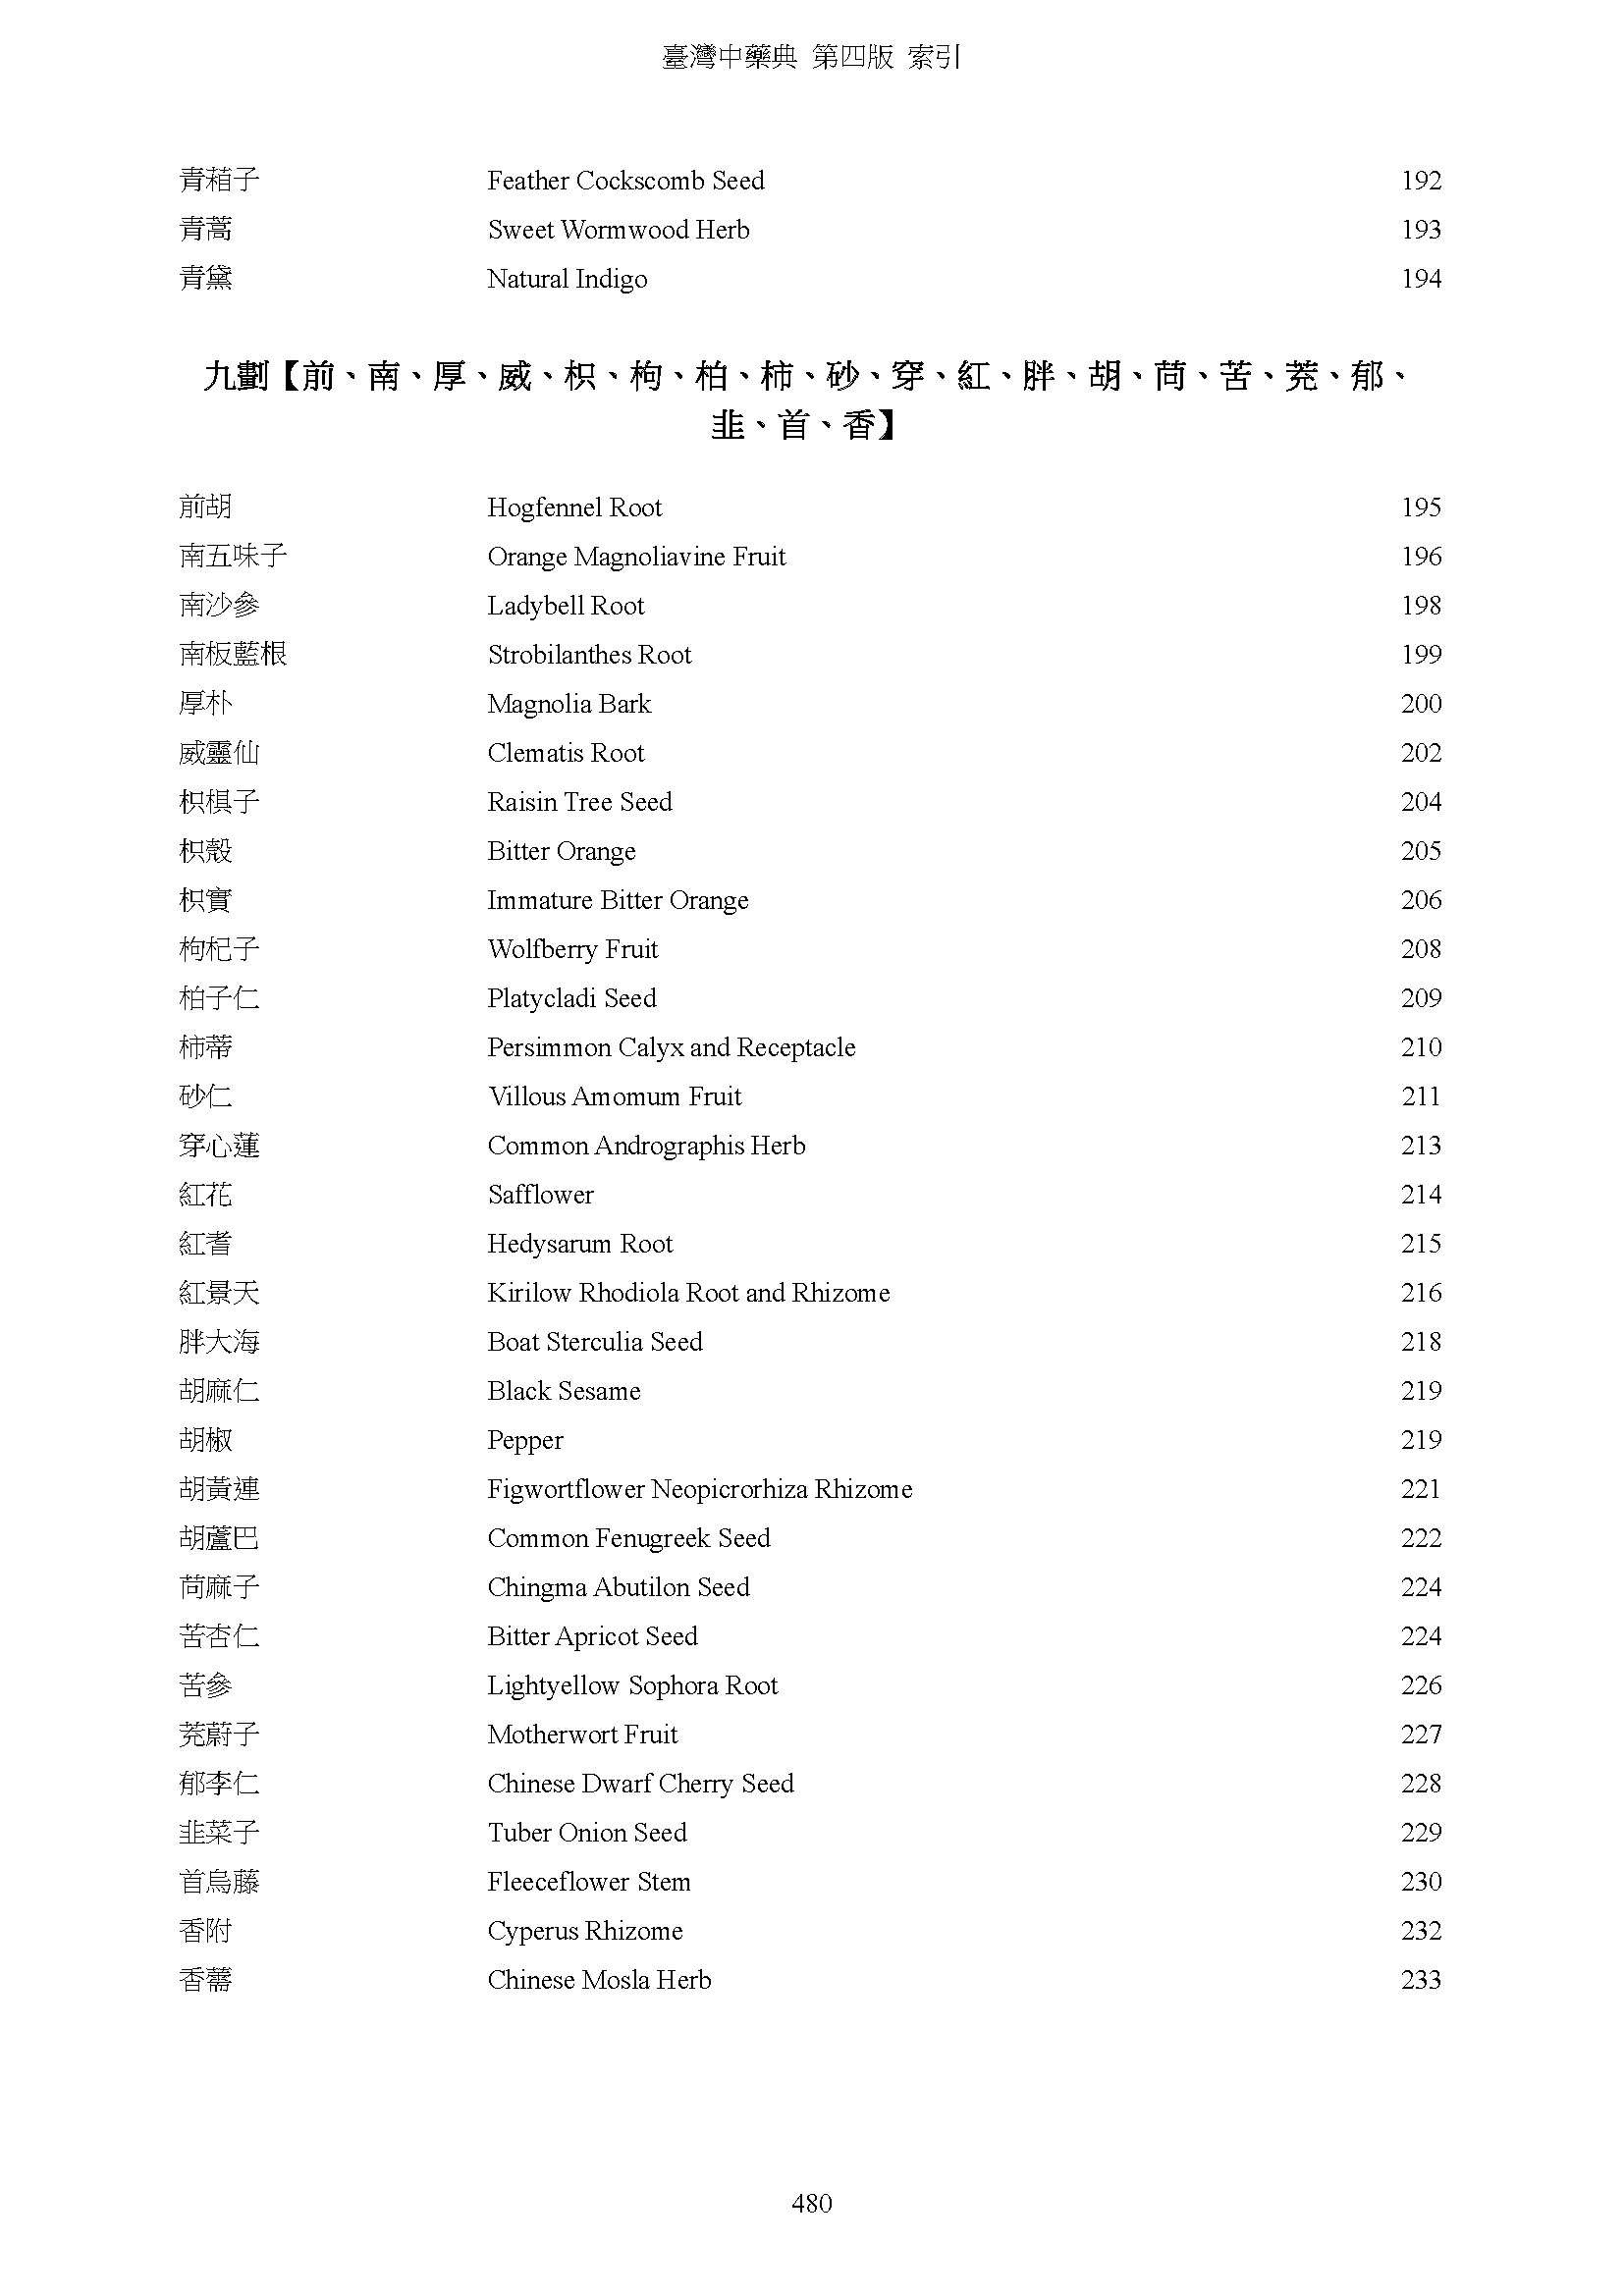 臺灣中藥典 第四版 索引
青葙子 Feather Cockscomb Seed 192
青蒿 Sweet Wormwood Herb 193
青黛 Natural Indigo 194
九劃【前、南、厚、威、枳、枸、柏、柿、砂、穿、紅、胖、胡、苘、苦、茺、郁、
韭、首、香】
前胡 Hogfennel Root 195
南五味子 Orange Magnoliavine Fruit 196
南沙參 Ladybell Root 198
南板藍根 Strobilanthes Root 199
厚朴 Magnolia Bark 200
威靈仙 Clematis Root 202
枳椇子 Raisin Tree Seed 204
枳殼 Bitter Orange 205
枳實 Immature Bitter Orange 206
枸杞子 Wolfberry Fruit 208
柏子仁 Platycladi Seed 209
柿蒂 Persimmon Calyx and Receptacle 210
砂仁 Villous Amomum Fruit 211
穿心蓮 Common Andrographis Herb 213
紅花 Safflower 214
紅耆 Hedysarum Root 215
紅景天 Kirilow Rhodiola Root and Rhizome 216
胖大海 Boat Sterculia Seed 218
胡麻仁 Black Sesame 219
胡椒 Pepper 219
胡黃連 Figwortflower Neopicrorhiza Rhizome 221
胡蘆巴 Common Fenugreek Seed 222
苘麻子 Chingma Abutilon Seed 224
苦杏仁 Bitter Apricot Seed 224
苦參 Lightyellow Sophora Root 226
茺蔚子 Motherwort Fruit 227
郁李仁 Chinese Dwarf Cherry Seed 228
韭菜子 Tuber Onion Seed 229
首烏藤 Fleeceflower Stem 230
香附 Cyperus Rhizome 232
香薷 Chinese Mosla Herb 233
480